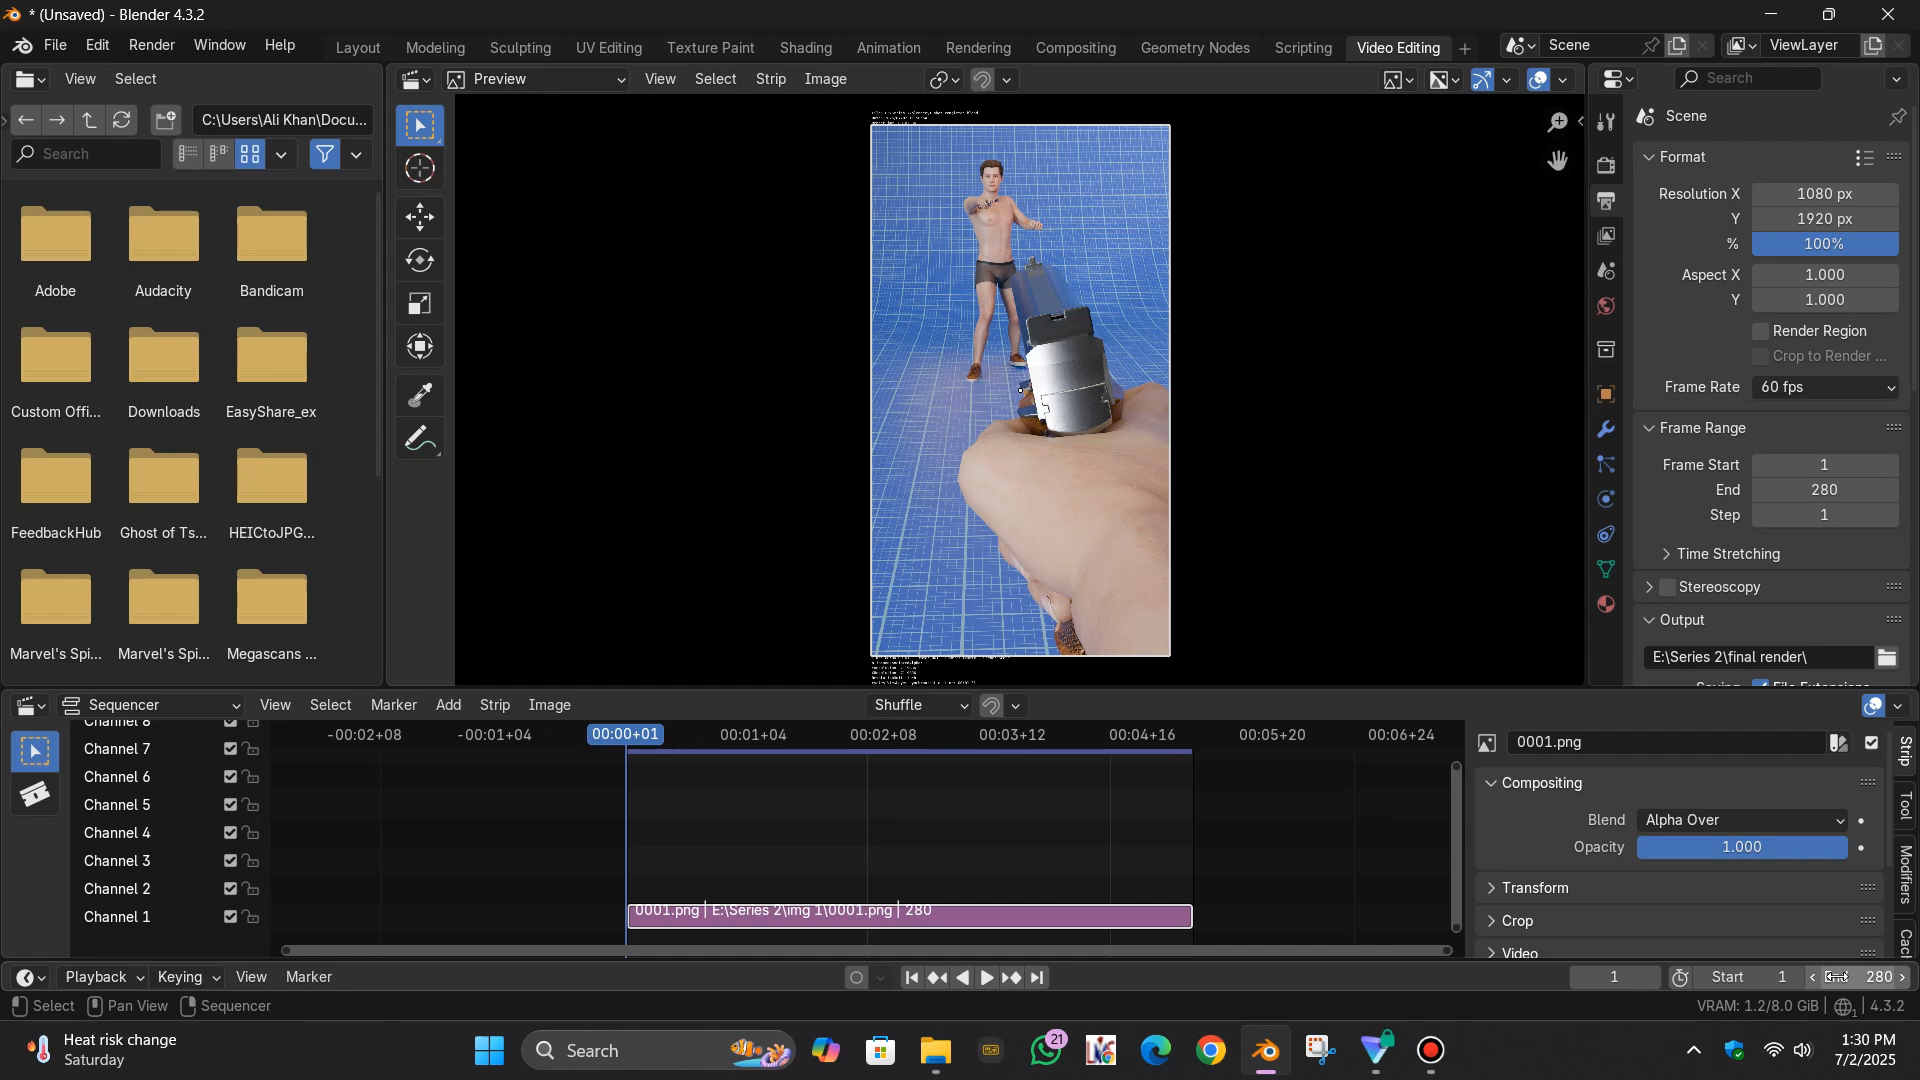 * (Unsaved) - Blender 4.3.2
File Edit Render Window Help
Layout Modeling Sculpting UV Editing Texture Paint Shading Animation Rendering Compositing Geometry Nodes Scripting Video Editing
Scene
ViewLayer
View Select
Preview
View Select Strip Image
Search
C:\Users\Ali Khan\Docu...
Search
Scene
Format
Resolution X 1080 px
Y 1920 px
% 100%
Aspect X 1.000
Y 1.000
Render Region
Crop to Render ...
Frame Rate 60 fps
Frame Range
Frame Start 1
End 280
Step 1
Time Stretching
Stereoscopy
Output
E:\Series 2\final render\
Saving File Extensions
Adobe Audacity Bandicam
Custom Offi... Downloads EasyShare_ex
FeedbackHub Ghost of Ts... HEICtoJPG...
Marvel's Spi... Marvel's Spi... Megascans ...
Sequencer
View Select Marker Add Strip Image
Shuffle
-00:02+08 -00:01+04 00:00+01 00:01+04 00:02+08 00:03+12 00:04+16 00:05+20 00:06+24
Channel 8
Channel 7
Channel 6
Channel 5
Channel 4
Channel 3
Channel 2
Channel 1
0001.png | E:\Series 2\img 1\0001.png | 280
0001.png
Compositing
Blend Alpha Over
Opacity 1.000
Transform
Crop
Video
Strip
Tool
Modifiers
Playback Keying View Marker
1
Start 1
280
Select Pan View Sequencer
VRAM: 1.2/8.0 GiB | 4.3.2
Heat risk change
Saturday
Search
21
1:30 PM
7/2/2025